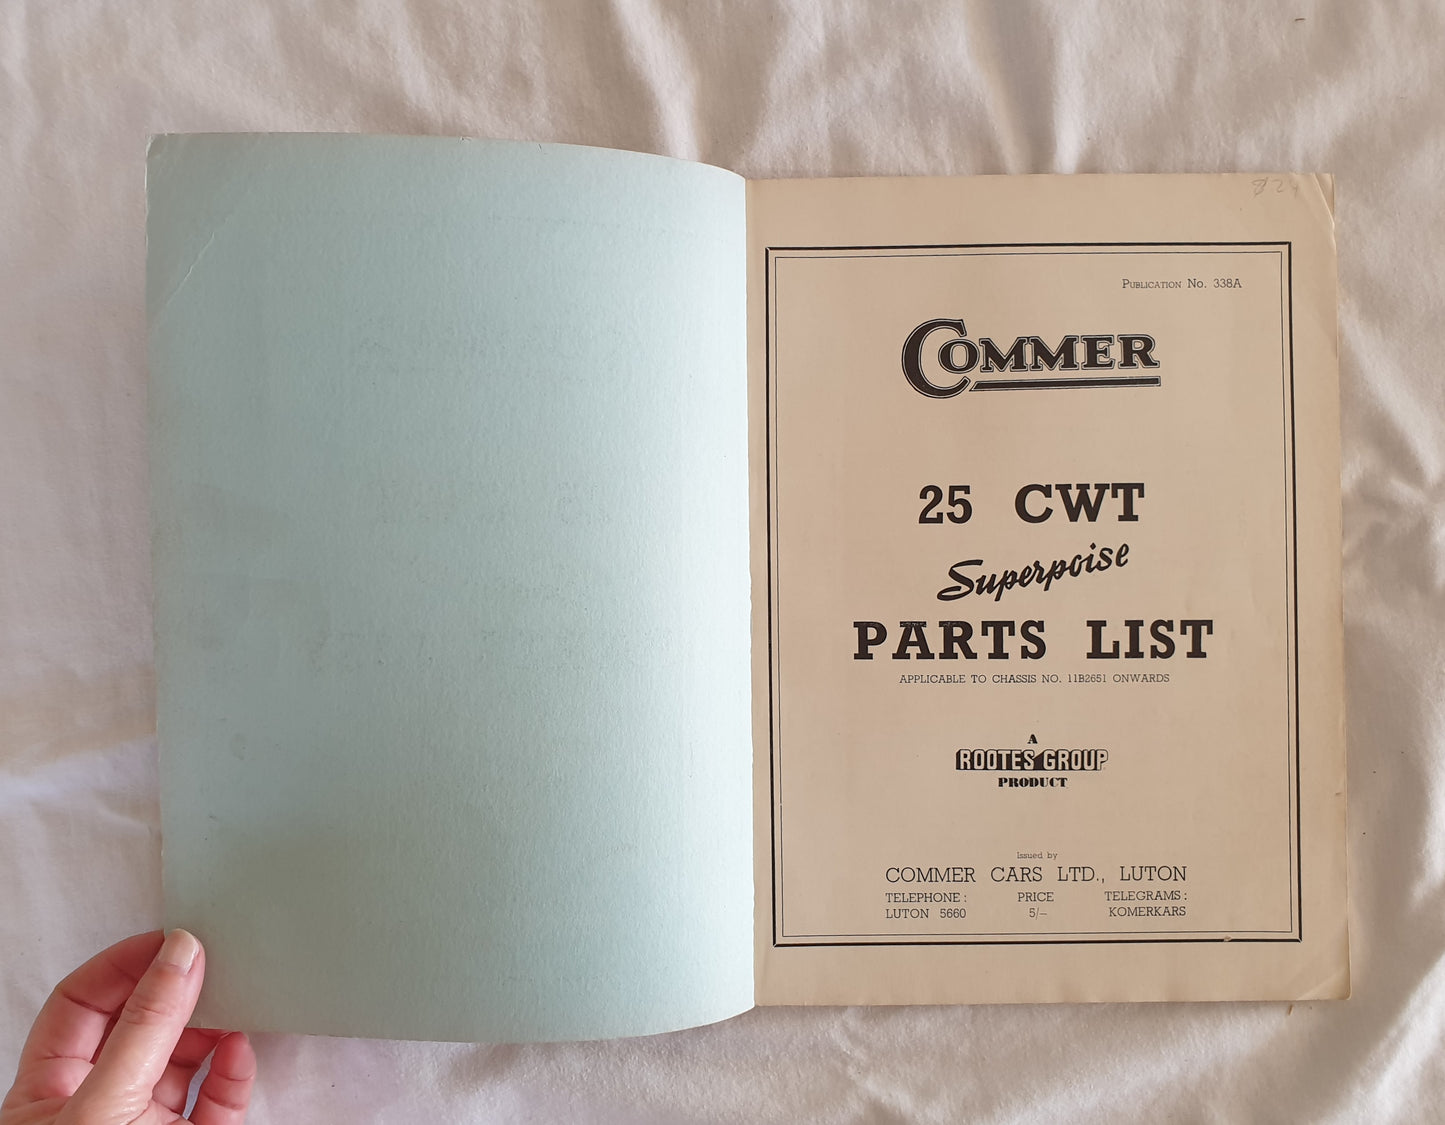 824
Publication No. 338A
COMMER
25 CWT
Superpoise
PARTS LIST
APPLICABLE TO CHASSIS NO. 11B2651 ONWARDS
A
ROOTES GROUP
PRODUCT
Issued by
COMMER CARS LTD., LUTON
TELEPHONE : PRICE TELEGRAMS :
LUTON 5660 5/– KOMERKARS